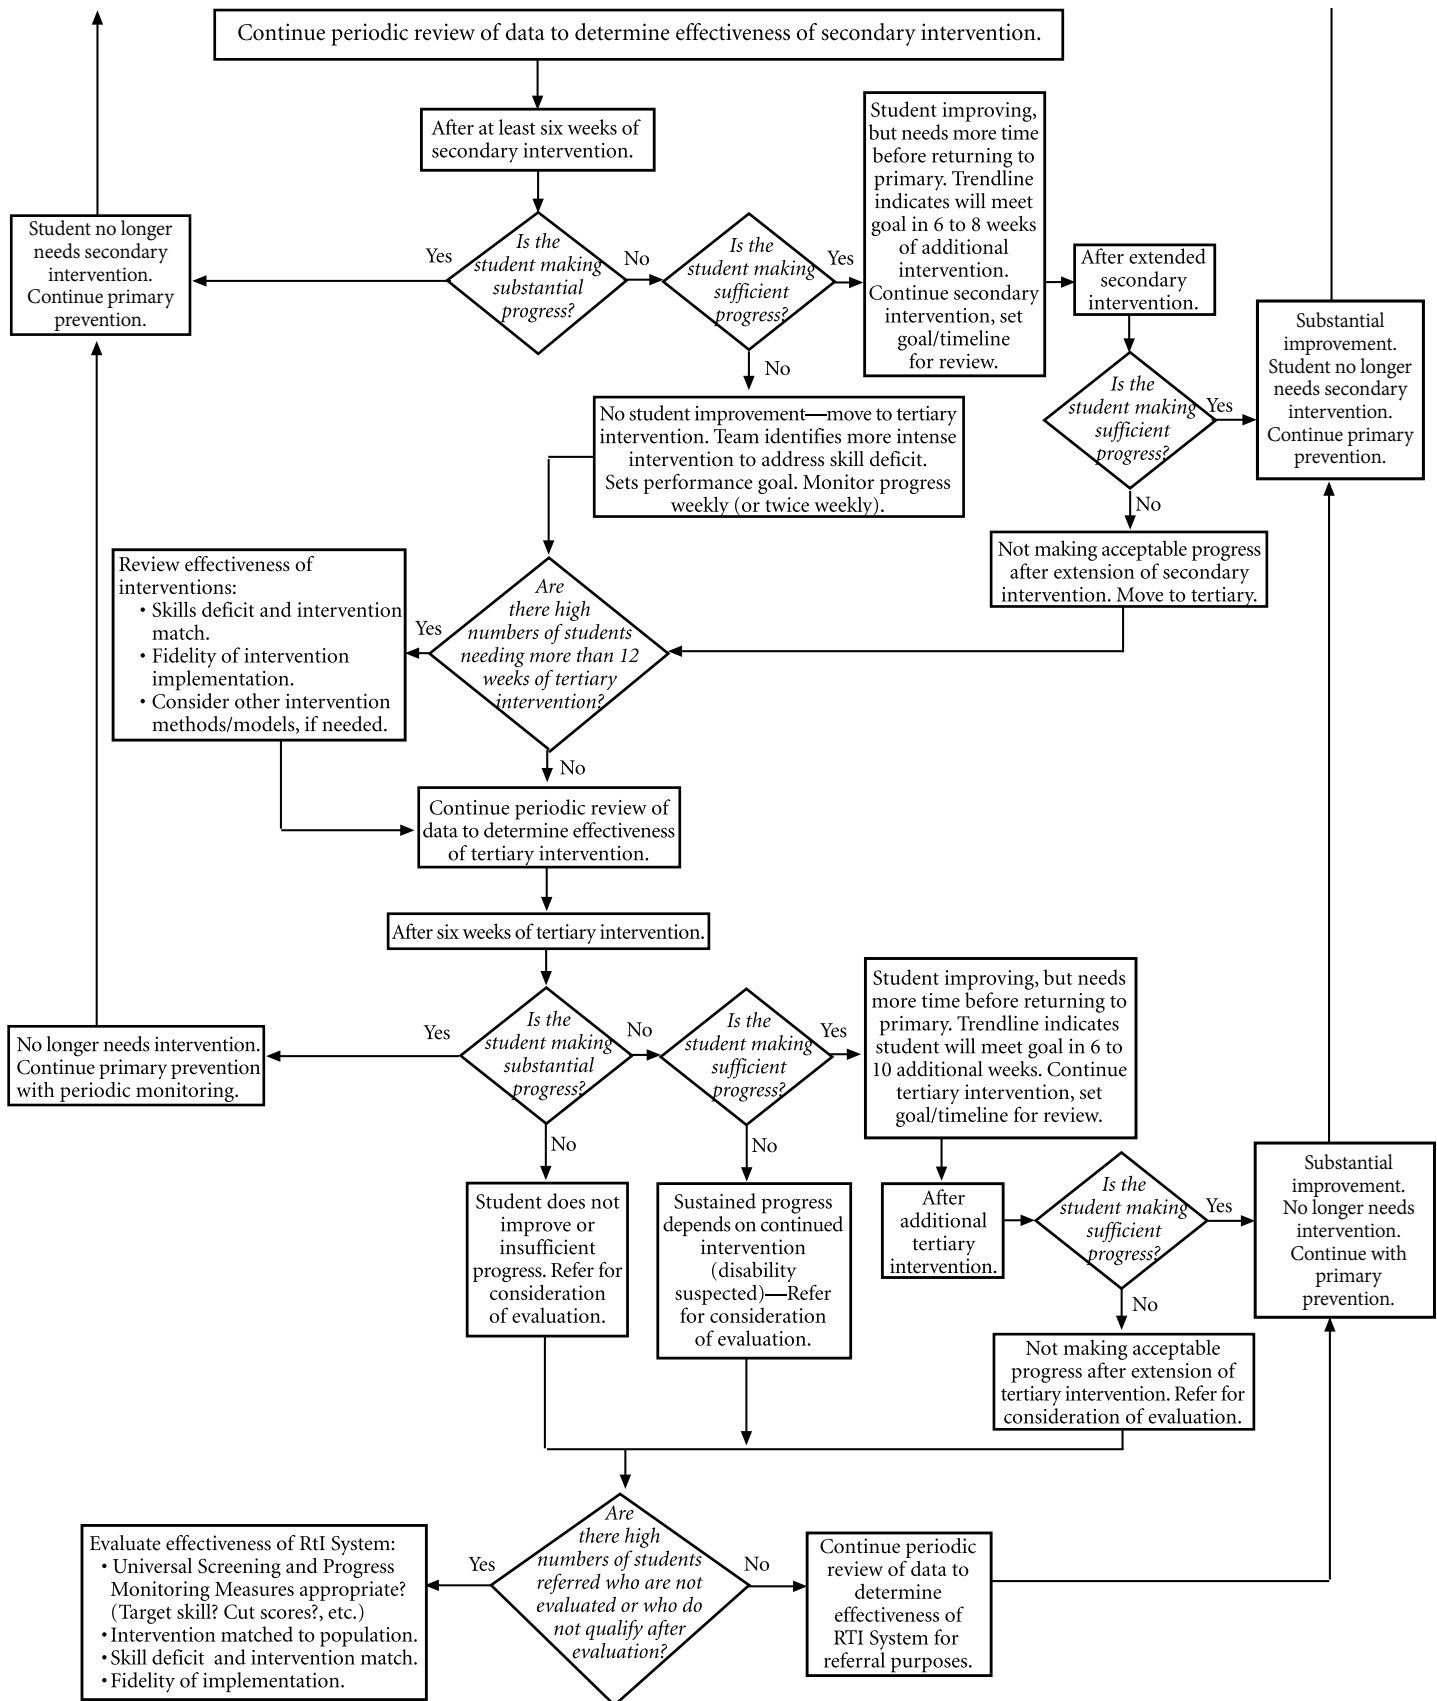 Continue periodic review of data to determine effectiveness of secondary intervention.
After at least six weeks of
secondary intervention.
Is the
student making
substantial
progress?
Yes
No
Student no longer
needs secondary
intervention.
Continue primary
prevention.
Is the
student making
sufficient
progress?
Yes
No
Student improving,
but needs more time
before returning to
primary. Trendline
indicates will meet
goal in 6 to 8 weeks
of additional
intervention.
Continue secondary
intervention, set
goal/timeline
for review.
After extended
secondary
intervention.
Is the
student making
sufficient
progress?
Yes
No
Substantial
improvement.
Student no longer
needs secondary
intervention.
Continue primary
prevention.
No student improvement—move to tertiary
intervention. Team identifies more intense
intervention to address skill deficit.
Sets performance goal. Monitor progress
weekly (or twice weekly).
Not making acceptable progress
after extension of secondary
intervention. Move to tertiary.
Are
there high
numbers of students
needing more than 12
weeks of tertiary
intervention?
Yes
No
Review effectiveness of
interventions:
• Skills deficit and intervention
match.
• Fidelity of intervention
implementation.
• Consider other intervention
methods/models, if needed.
Continue periodic review of
data to determine effectiveness
of tertiary intervention.
After six weeks of tertiary intervention.
Is the
student making
substantial
progress?
Yes
No
No
No longer needs intervention.
Continue primary prevention
with periodic monitoring.
Is the
student making
sufficient
progress?
Yes
No
Student improving, but needs
more time before returning to
primary. Trendline indicates
student will meet goal in 6 to
10 additional weeks. Continue
tertiary intervention, set
goal/timeline for review.
Student does not
improve or
insufficient
progress. Refer for
consideration
of evaluation.
Sustained progress
depends on continued
intervention
(disability
suspected)—Refer
for consideration
of evaluation.
After
additional
tertiary
intervention.
Is the
student making
sufficient
progress?
Yes
No
Substantial
improvement.
No longer needs
intervention.
Continue with
primary
prevention.
Not making acceptable
progress after extension of
tertiary intervention. Refer for
consideration of evaluation.
Are
there high
numbers of students
referred who are not
evaluated or who do
not qualify after
evaluation?
Yes
No
Evaluate effectiveness of RtI System:
• Universal Screening and Progress
Monitoring Measures appropriate?
(Target skill? Cut scores?, etc.)
• Intervention matched to population.
• Skill deficit and intervention match.
• Fidelity of implementation.
Continue periodic
review of data to
determine
effectiveness of
RTI System for
referral purposes.